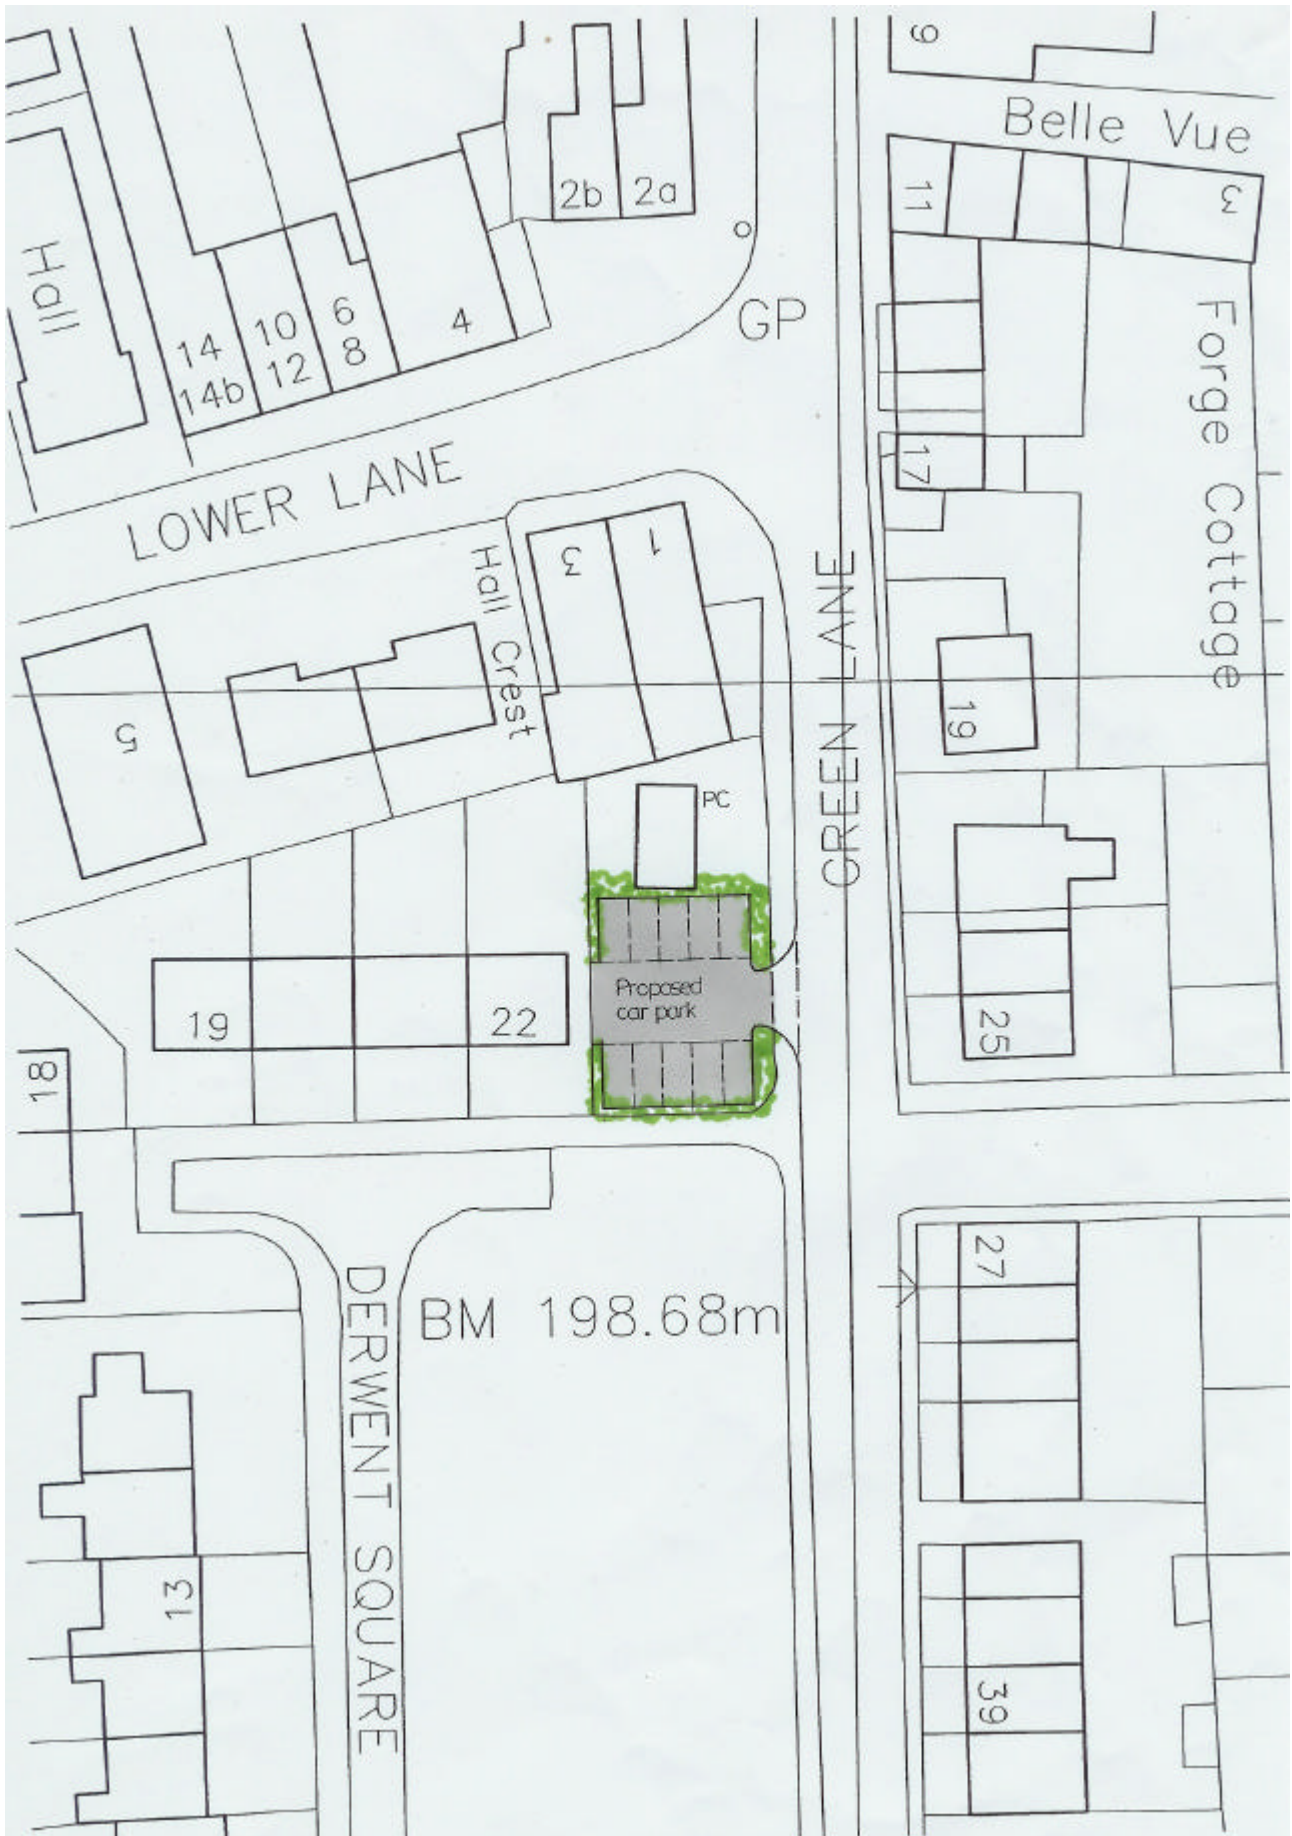 9
Belle Vue
11
3
2b
2a
Hall
GP
Forge Cottage
6
8
4
10
12
14
14b
17
LOWER LANE
Hall Crest
3
1
GREEN LANE
19
5
PC
Proposed
car park
19
22
25
18
27
BM 198.68m
DERWENT SQUARE
13
39